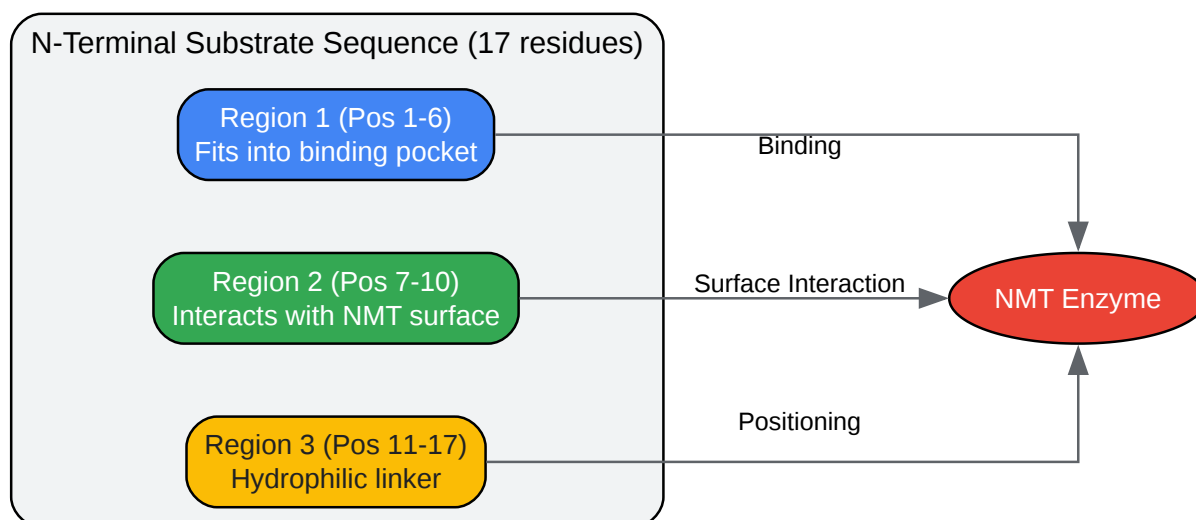 N-Terminal Substrate Sequence (17 residues)
Region 1 (Pos 1-6)
Fits into binding pocket
Binding
Region 2 (Pos 7-10)
Interacts with NMT surface
Surface Interaction
NMT Enzyme
Region 3 (Pos 11-17)
Hydrophilic linker
Positioning